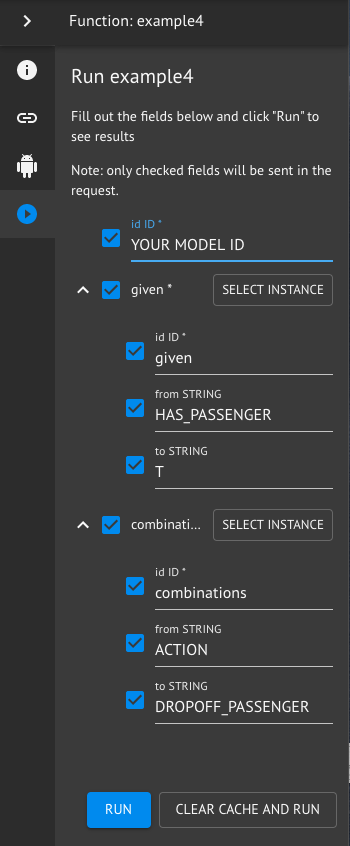 Function: example4
Run example4
Fill out the fields below and click "Run" to
see results
Note: only checked fields will be sent in the
request.
id ID *
YOUR MODEL ID
given *
SELECT INSTANCE
id ID *
given
from STRING
HAS_PASSENGER
to STRING
T
combinati...
SELECT INSTANCE
id ID *
combinations
from STRING
ACTION
to STRING
DROPOFF_PASSENGER
RUN
CLEAR CACHE AND RUN